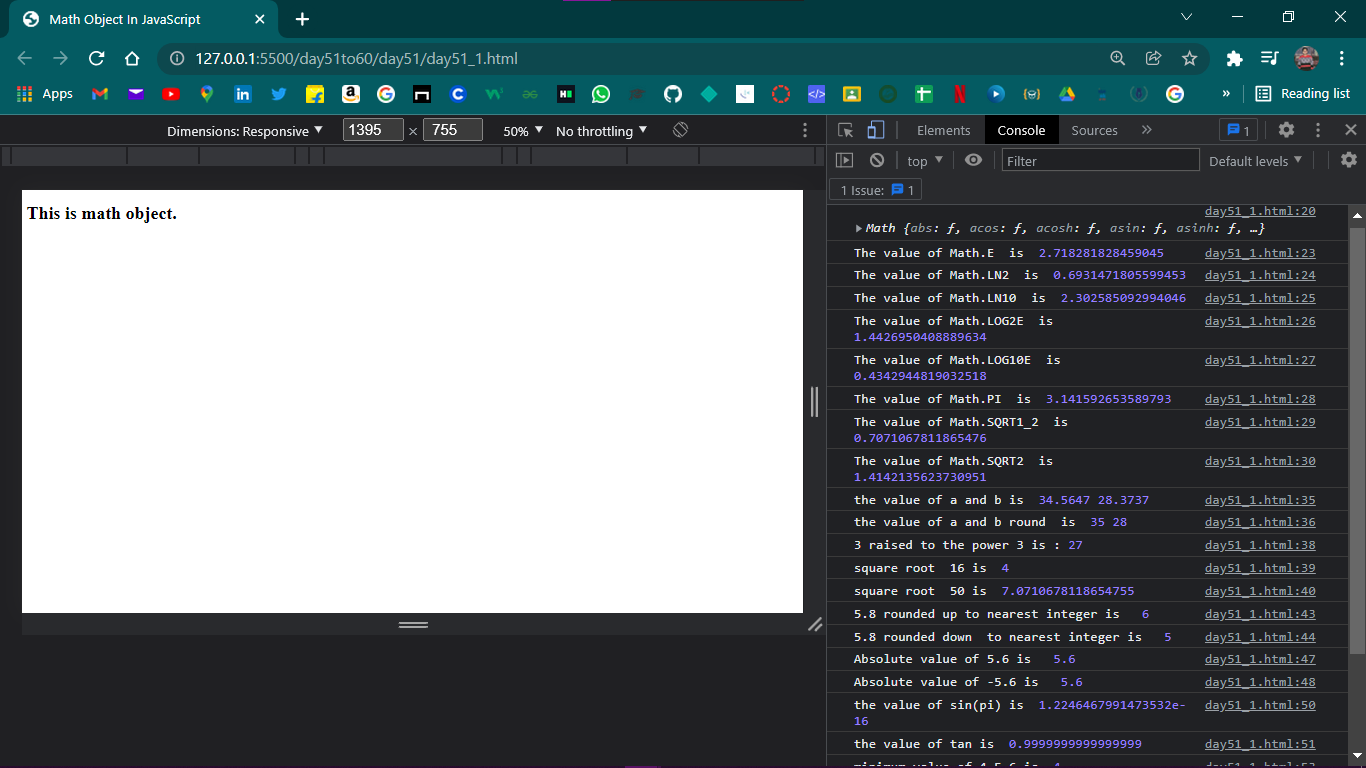 Math Object In JavaScript
127.0.0.1:5500/day51to60/day51/day51_1.html
Apps
Reading list
Dimensions: Responsive 1395 × 755 50% No throttling
Elements Console Sources 1
top Filter Default levels
1 Issue: 1
This is math object.
day51_1.html:20
Math {abs: ƒ, acos: ƒ, acosh: ƒ, asin: ƒ, asinh: ƒ, …}
The value of Math.E is 2.718281828459045 day51_1.html:23
The value of Math.LN2 is 0.6931471805599453 day51_1.html:24
The value of Math.LN10 is 2.302585092994046 day51_1.html:25
The value of Math.LOG2E is day51_1.html:26
1.4426950408889634
The value of Math.LOG10E is day51_1.html:27
0.4342944819032518
The value of Math.PI is 3.141592653589793 day51_1.html:28
The value of Math.SQRT1_2 is day51_1.html:29
0.7071067811865476
The value of Math.SQRT2 is day51_1.html:30
1.4142135623730951
the value of a and b is 34.5647 28.3737 day51_1.html:35
the value of a and b round is 35 28 day51_1.html:36
3 raised to the power 3 is : 27 day51_1.html:38
square root 16 is 4 day51_1.html:39
square root 50 is 7.0710678118654755 day51_1.html:40
5.8 rounded up to nearest integer is 6 day51_1.html:43
5.8 rounded down to nearest integer is 5 day51_1.html:44
Absolute value of 5.6 is 5.6 day51_1.html:47
Absolute value of -5.6 is 5.6 day51_1.html:48
the value of sin(pi) is 1.2246467991473532e- day51_1.html:50
16
the value of tan is 0.9999999999999999 day51_1.html:51